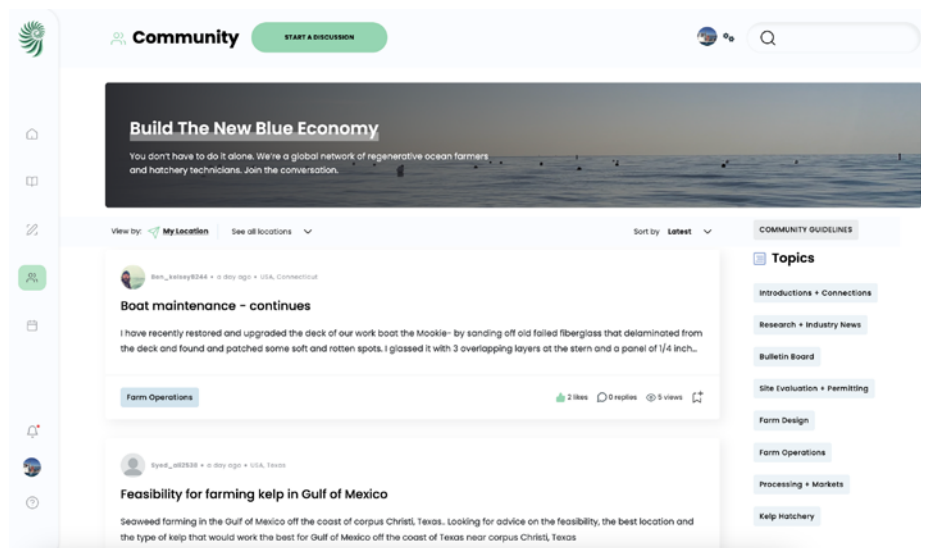 Community
START A DISCUSSION
Build The New Blue Economy
You don't have to do it alone. We're a global network of regenerative ocean farmers
and hatchery technicians. Join the conversation.
View by: My Location See all locations
Sort by Latest
Ben_kelsey9244 • a day ago • USA, Connecticut
Boat maintenance - continues
I have recently restored and upgraded the deck of our work boat the Mookie- by sanding off old failed fiberglass that delaminated from
the deck and found and patched some soft and rotten spots. I glassed it with 3 overlapping layers at the stern and a panel of 1/4 inch...
Farm Operations
2 likes 0 replies 5 views
Syed_ali2530 • a day ago • USA, Texas
Feasibility for farming kelp in Gulf of Mexico
Seaweed farming in the Gulf of Mexico off the coast of corpus Christi, Texas.. Looking for advice on the feasibility, the best location and
the type of kelp that would work the best for Gulf of Mexico off the coast of Texas near corpus Christi, Texas
COMMUNITY GUIDELINES
Topics
Introductions + Connections
Research + Industry News
Bulletin Board
Site Evaluation + Permitting
Farm Design
Farm Operations
Processing + Markets
Kelp Hatchery